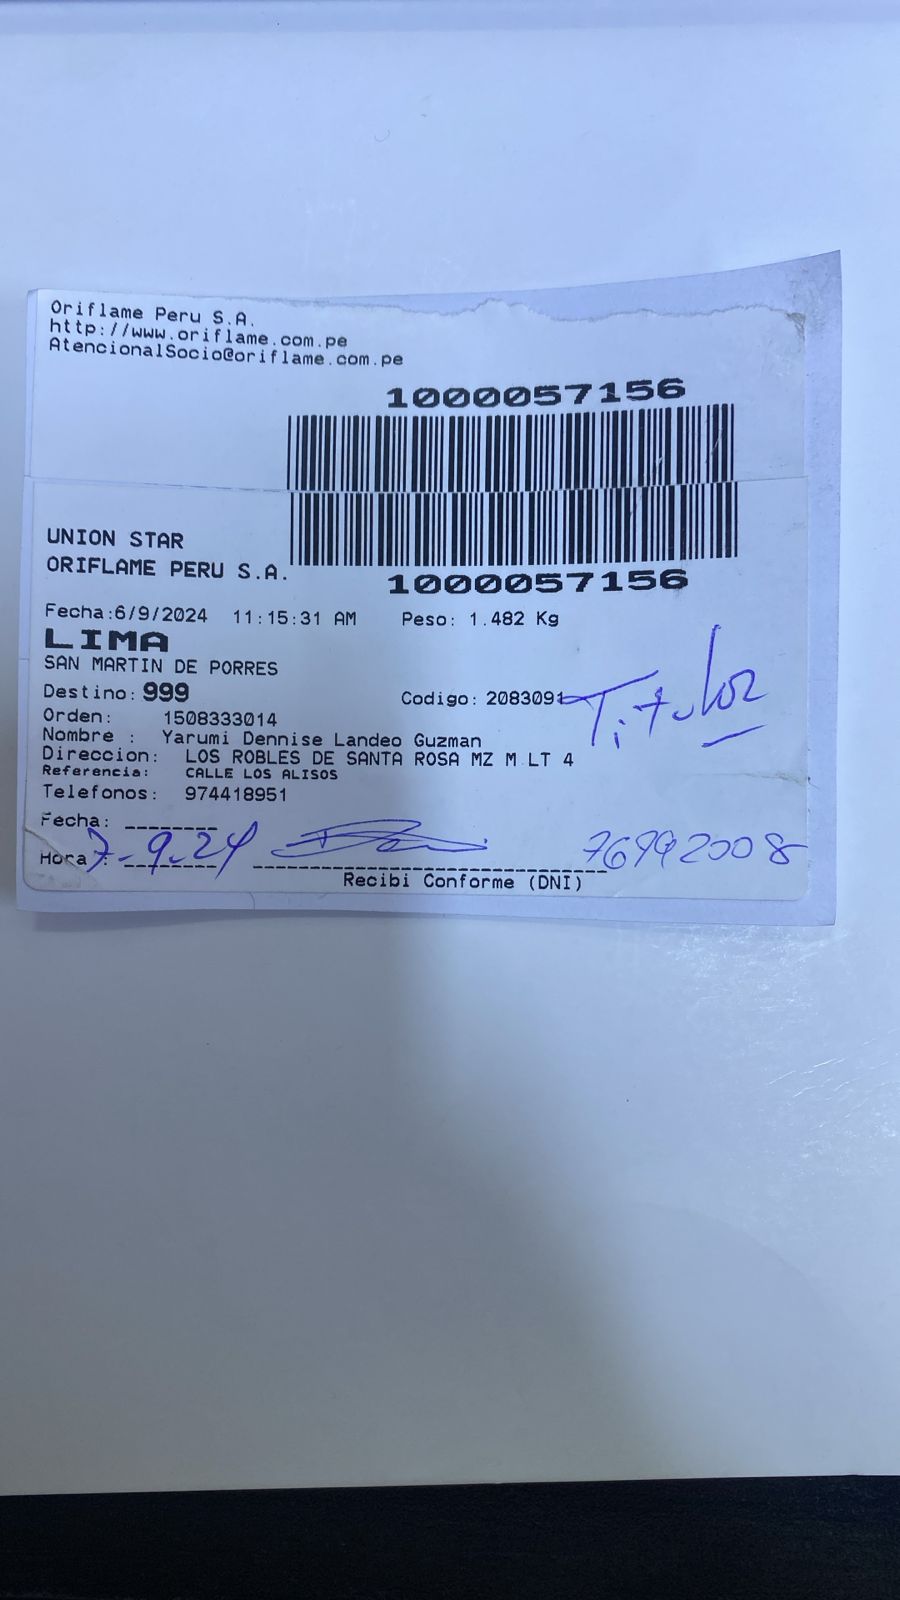 Oriflame Peru S.A.
http://www.oriflame.com.pe
AtencionalSocio@oriflame.com.pe
1000057156
UNION STAR
ORIFLAME PERU S.A.
1000057156
Fecha:6/9/2024 11:15:31 AM Peso: 1.482 Kg
LIMA
SAN MARTIN DE PORRES
Destino: 999 Codigo: 2083091
Titular
Orden: 1508333014
Nombre : Yarumi Dennise Landeo Guzman
Direccion: LOS ROBLES DE SANTA ROSA MZ M LT 4
Referencia: CALLE LOS ALISOS
Telefonos: 974418951
Fecha: ________
Hora : 7-9-24 76992008
Recibi Conforme (DNI)